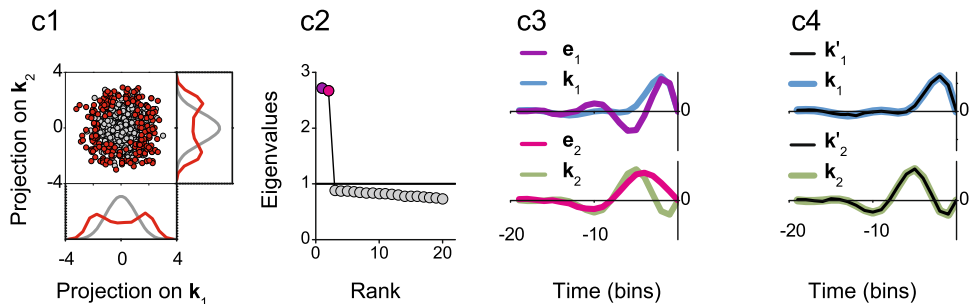 c1
Projection on k2
4
0
-4
-4
0
4
Projection on k1
c2
Eigenvalues
3
2
1
0
0
10
20
Rank
c3
e1
k1
0
e2
k2
0
-20
-10
Time (bins)
c4
k'1
k1
0
k'2
k2
0
-20
-10
Time (bins)